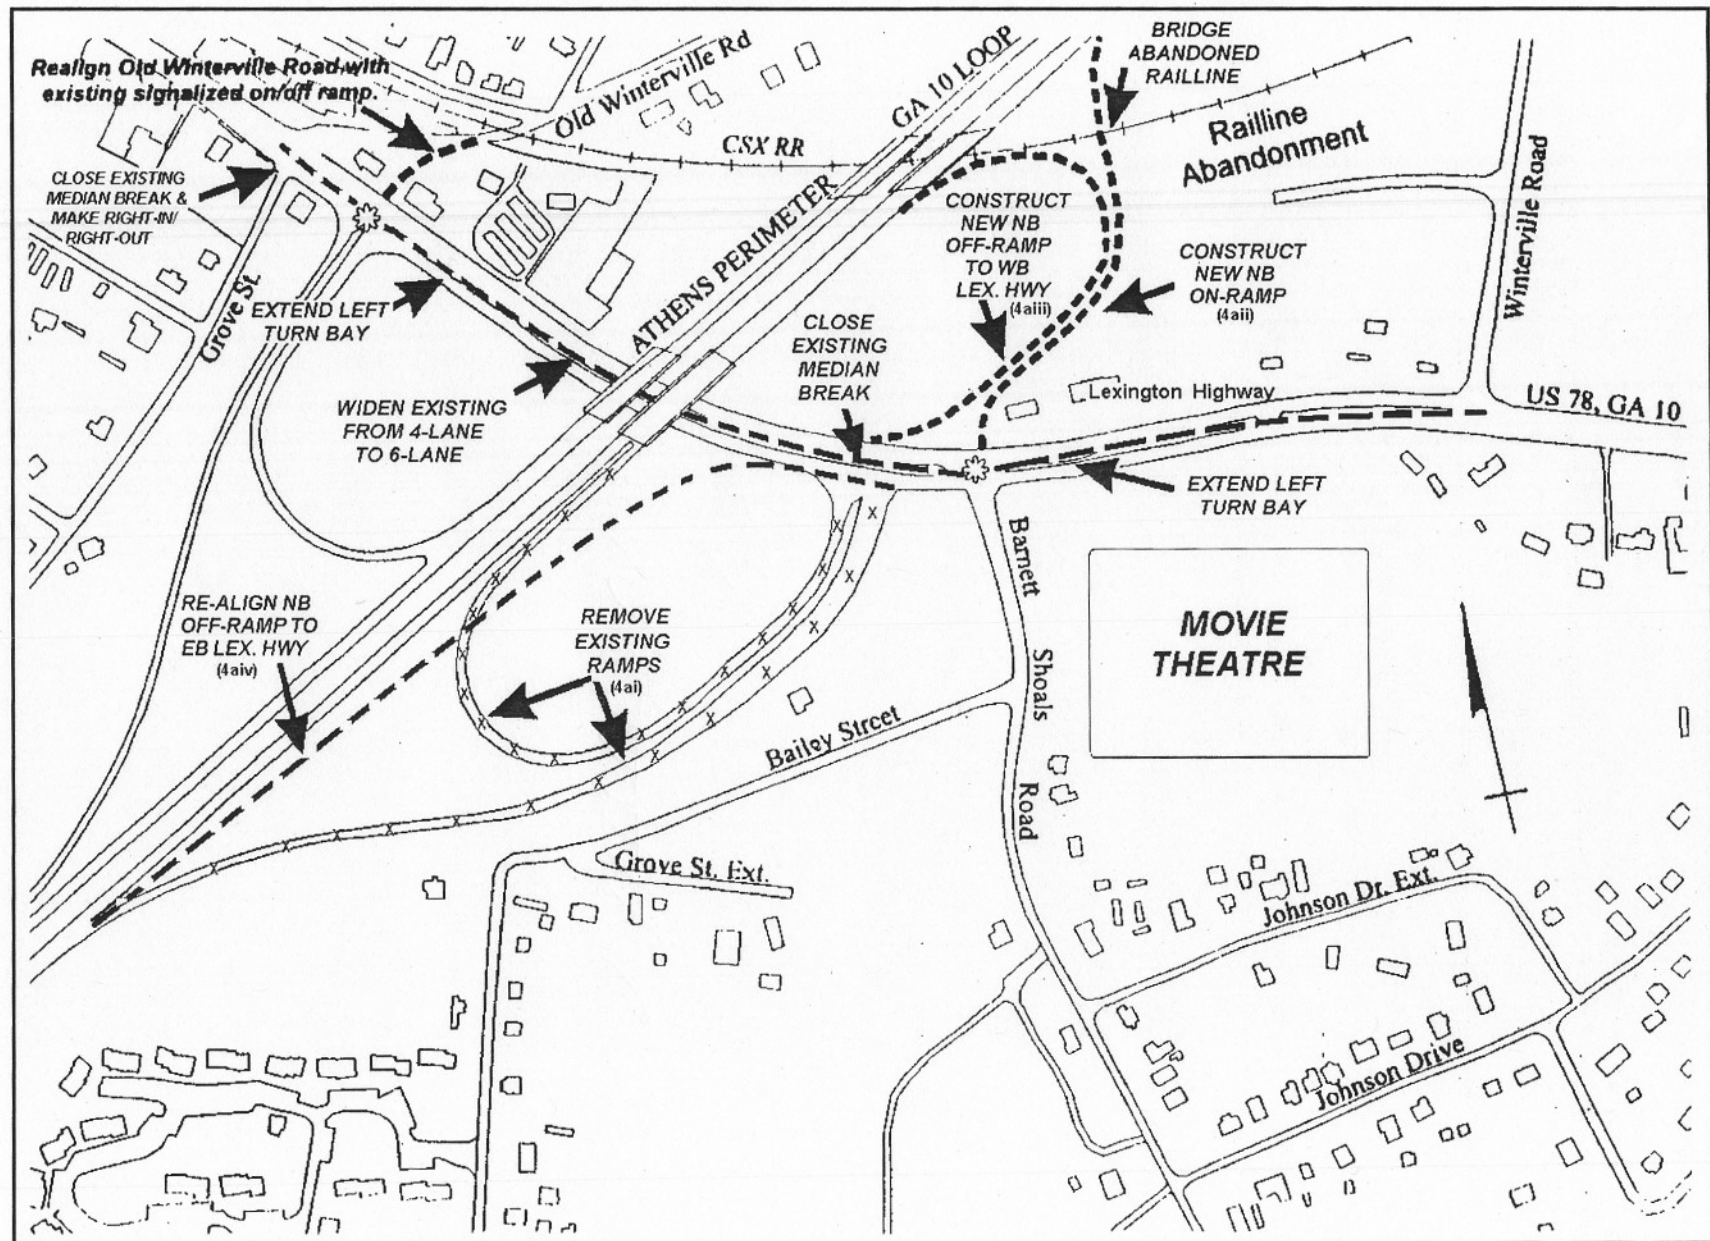 Realign Old Winterville Road with
existing signalized on/off ramp.
Old Winterville Rd
GA 10 LOOP
BRIDGE
ABANDONED
RAILLINE
CSX RR
Railline
Abandonment
CLOSE EXISTING
MEDIAN BREAK &
MAKE RIGHT-IN/
RIGHT-OUT
ATHENS PERIMETER
CONSTRUCT
NEW NB
OFF-RAMP
TO WB
LEX. HWY
(4aiii)
CONSTRUCT
NEW NB
ON-RAMP
(4aii)
Winterville Road
Grove St.
EXTEND LEFT
TURN BAY
CLOSE
EXISTING
MEDIAN
BREAK
WIDEN EXISTING
FROM 4-LANE
TO 6-LANE
Lexington Highway
US 78, GA 10
EXTEND LEFT
TURN BAY
RE-ALIGN NB
OFF-RAMP TO
EB LEX. HWY
(4aiv)
REMOVE
EXISTING
RAMPS
(4ai)
Barnett Shoals Road
MOVIE
THEATRE
Bailey Street
Grove St. Ext.
Johnson Dr. Ext.
Johnson Drive